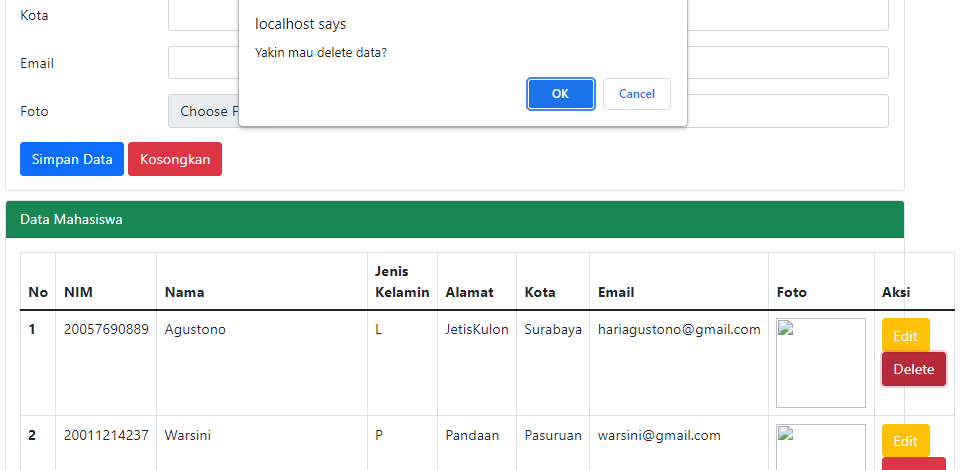 Kota
localhost says
Yakin mau delete data?
Email
OK
Cancel
Foto
Choose F
Simpan Data
Kosongkan
Data Mahasiswa
No NIM Nama Jenis Kelamin Alamat Kota Email Foto Aksi
1 20057690889 Agustono L JetisKulon Surabaya hariagustono@gmail.com Edit
Delete
2 20011214237 Warsini P Pandaan Pasuruan warsini@gmail.com Edit